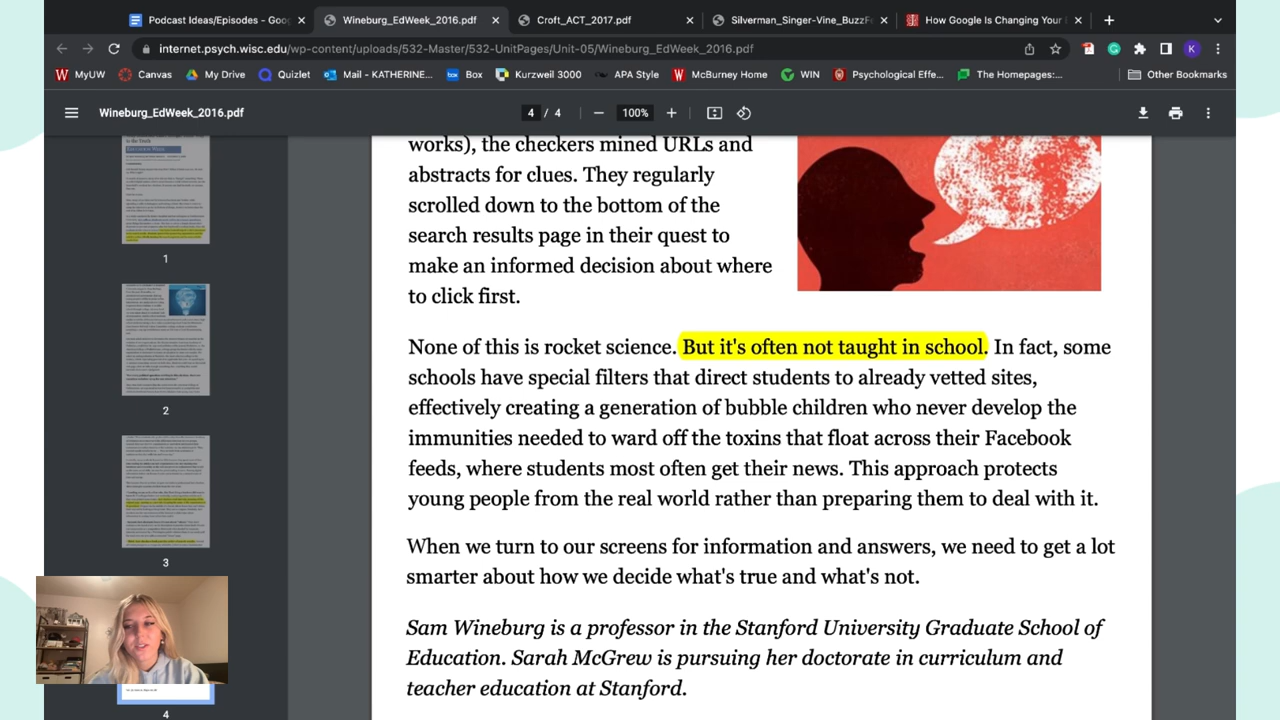 Podcast Ideas/Episodes - Goo
Wineburg_EdWeek_2016.pdf
Croft_ACT_2017.pdf
Silverman_Singer-Vine_BuzzF
How Google Is Changing Your
internet.psych.wisc.edu/wp-content/uploads/532-Master/532-UnitPages/Unit-05/Wineburg_EdWeek_2016.pdf
K
MyUW
Canvas
My Drive
Quizlet
Mail - KATHERINE...
Box
Kurzweil 3000
APA Style
McBurney Home
WIN
Psychological Effe...
The Homepages:...
Other Bookmarks
Wineburg_EdWeek_2016.pdf
4 / 4
100%
works), the checkers mined URLs and
abstracts for clues. They regularly
scrolled down to the bottom of the
search results page in their quest to
make an informed decision about where
to click first.
None of this is rocket science. But it's often not taught in school. In fact, some
schools have special filters that direct students to already vetted sites,
effectively creating a generation of bubble children who never develop the
immunities needed to ward off the toxins that float across their Facebook
feeds, where students most often get their news. This approach protects
young people from the real world rather than preparing them to deal with it.
When we turn to our screens for information and answers, we need to get a lot
smarter about how we decide what's true and what's not.
Sam Wineburg is a professor in the Stanford University Graduate School of
Education. Sarah McGrew is pursuing her doctorate in curriculum and
teacher education at Stanford.
1
2
3
4